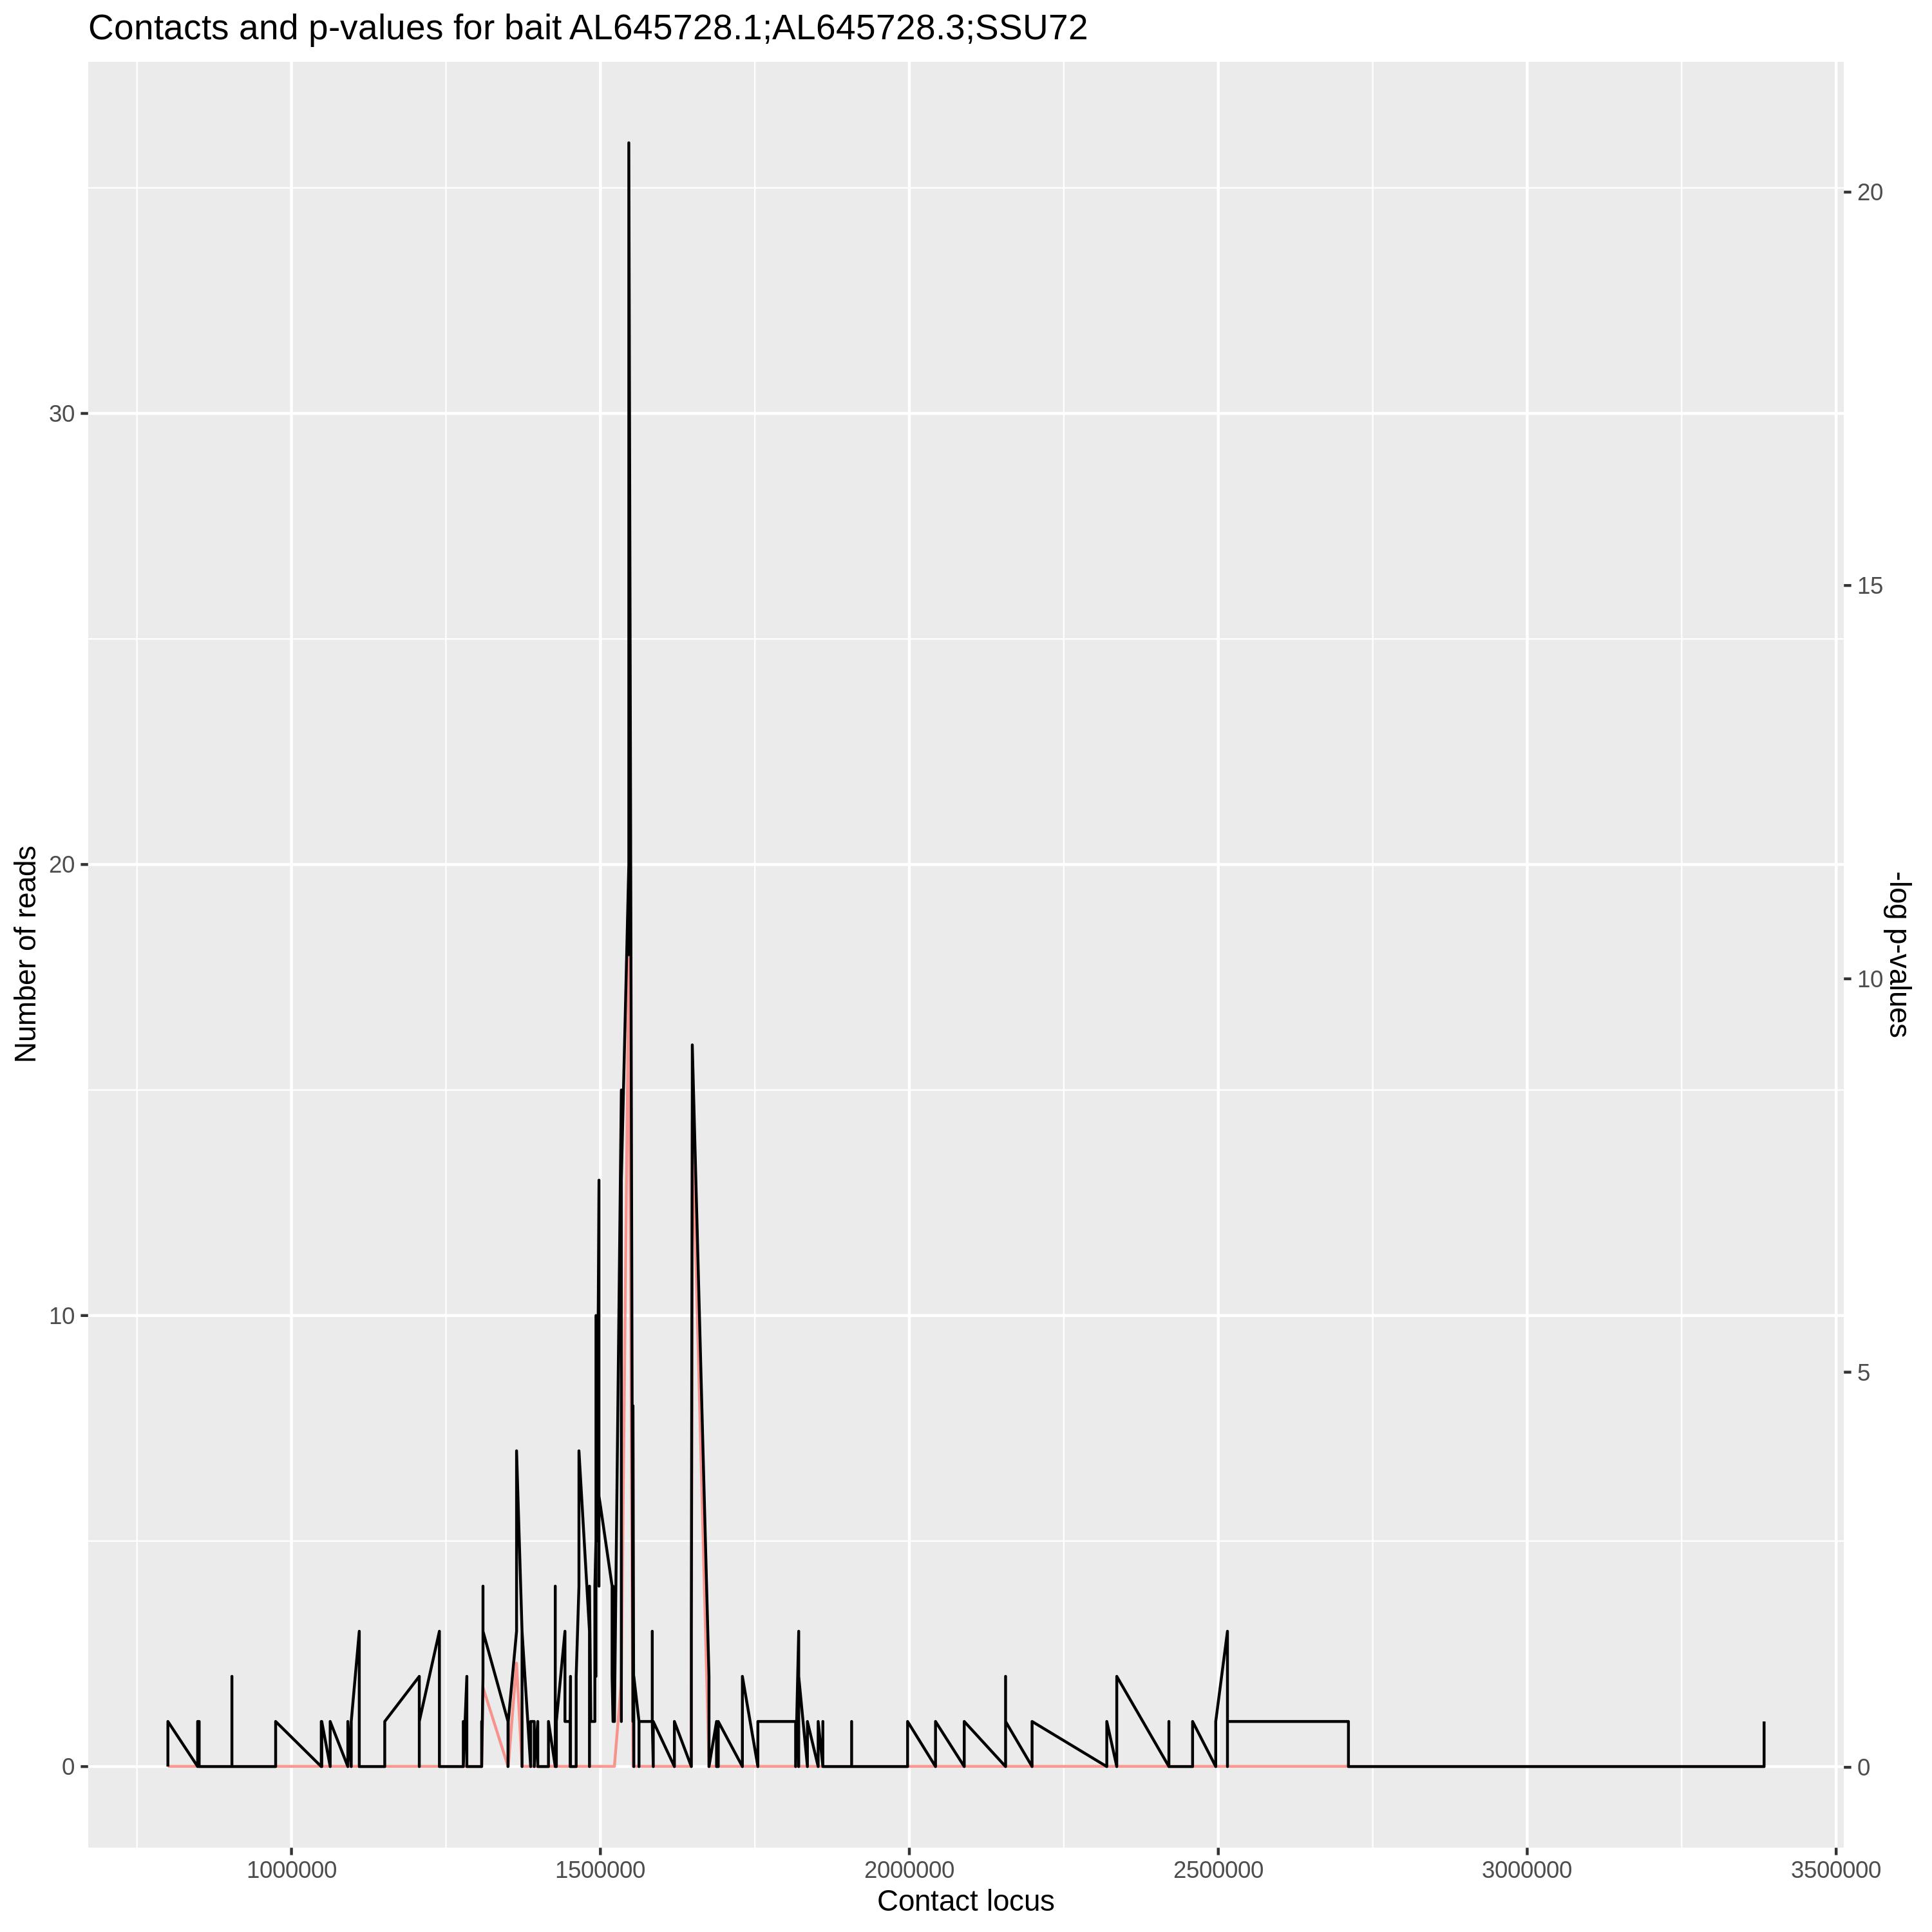 Contacts and p-values for bait AL645728.1;AL645728.3;SSU72
Number of reads
30
20
10
0
20
15
10
5
0
-log p-values
1000000 1500000 2000000 2500000 3000000 3500000
Contact locus